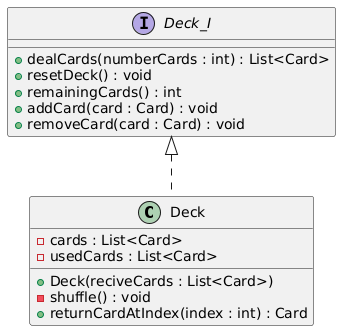 I Deck_I
dealCards(numberCards : int) : List<Card>
resetDeck() : void
remainingCards() : int
addCard(card : Card) : void
removeCard(card : Card) : void
C Deck
cards : List<Card>
usedCards : List<Card>
Deck(reciveCards : List<Card>)
shuffle() : void
returnCardAtIndex(index : int) : Card